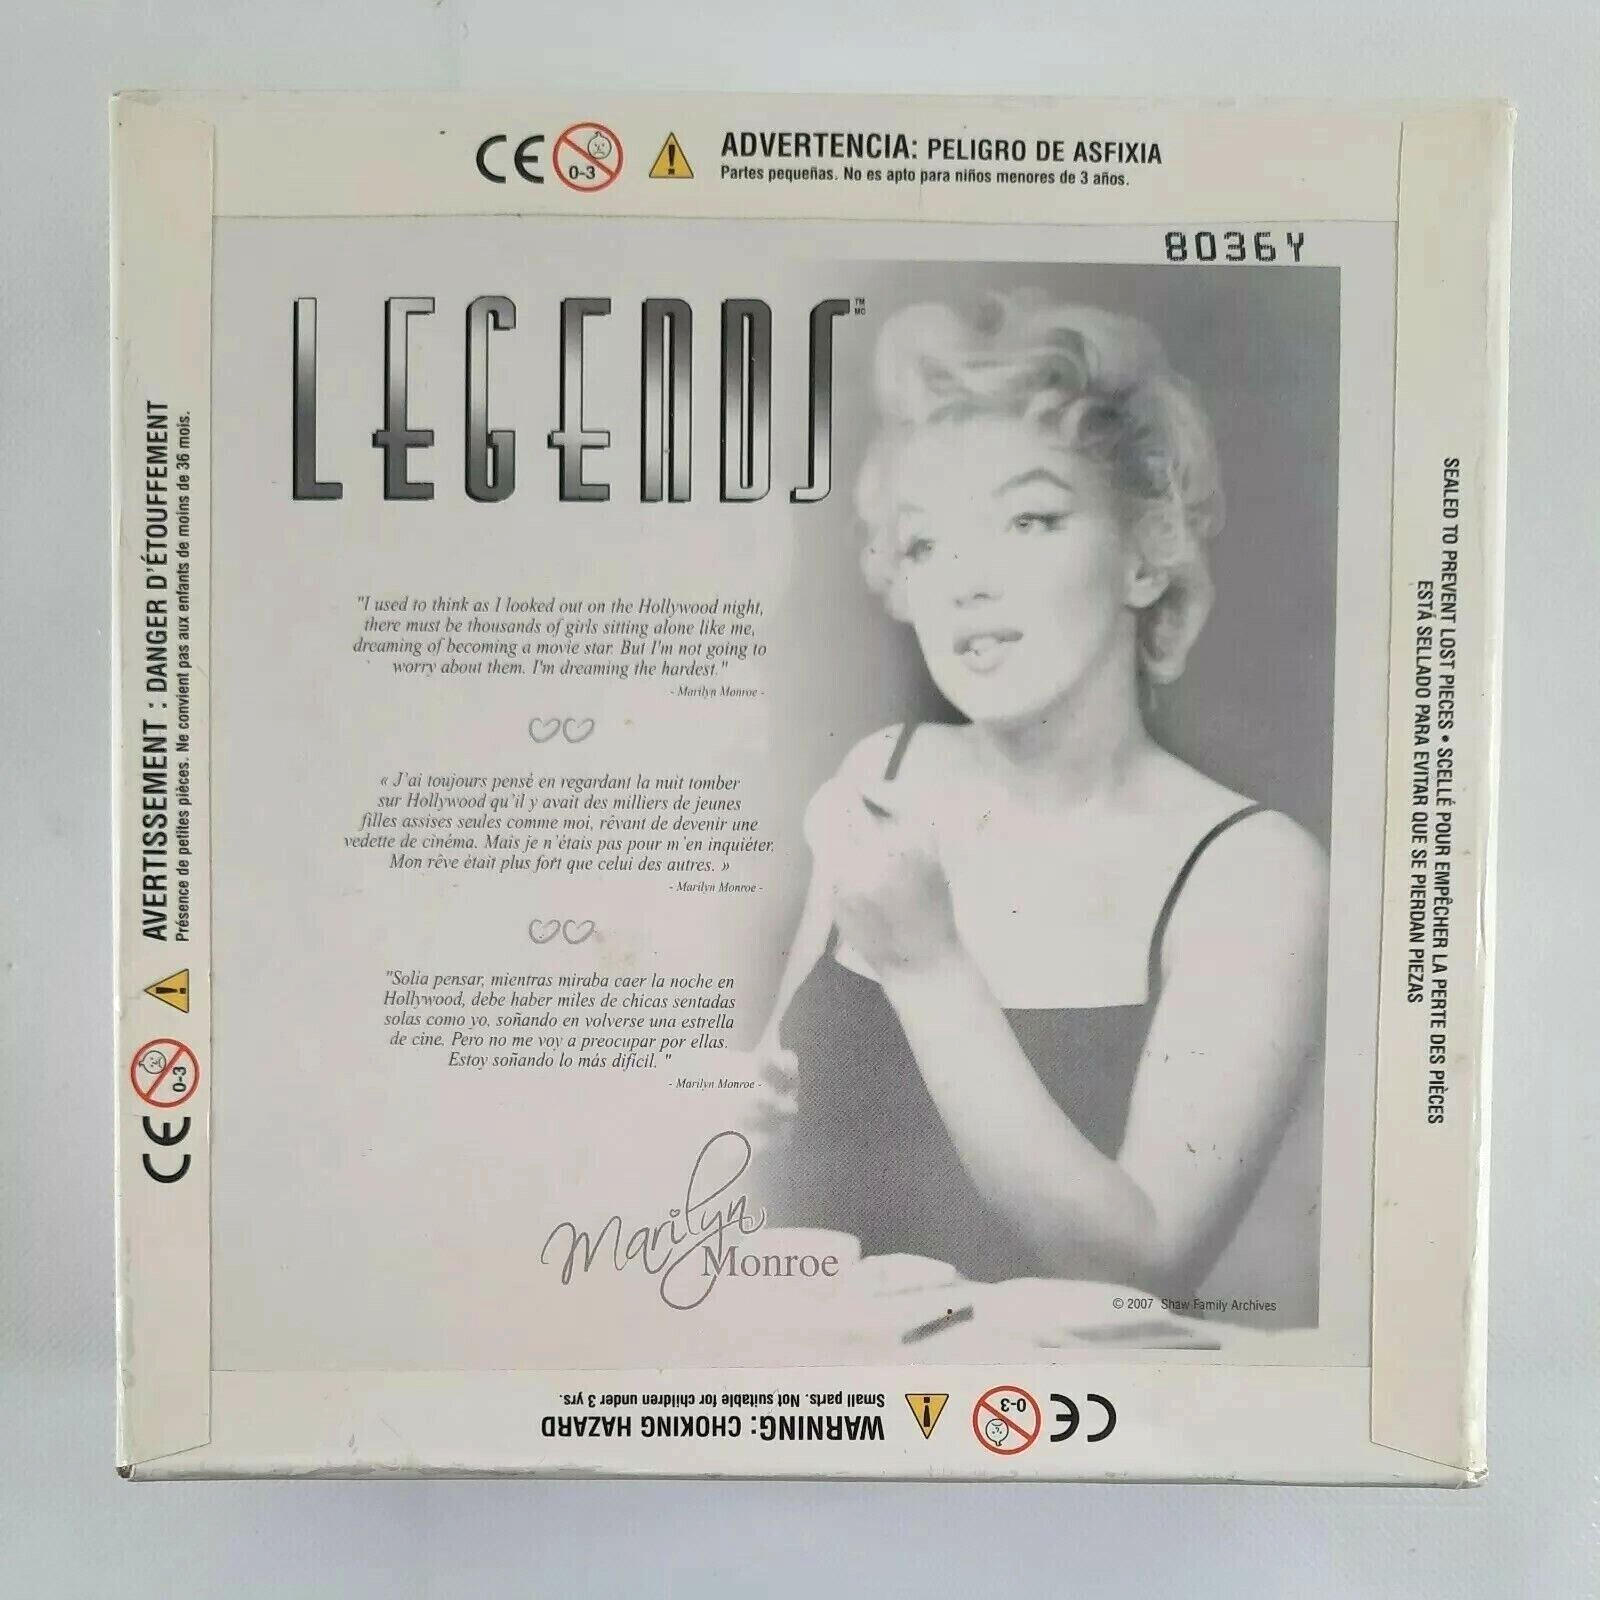 CE 0-3 ADVERTENCIA: PELIGRO DE ASFIXIA
Partes pequeñas. No es apto para niños menores de 3 años.
8036Y
LEGENDS
TM
MC
"I used to think as I looked out on the Hollywood night,
there must be thousands of girls sitting alone like me,
dreaming of becoming a movie star. But I'm not going to
worry about them. I'm dreaming the hardest."
- Marilyn Monroe -
« J'ai toujours pensé en regardant la nuit tomber
sur Hollywood qu'il y avait des milliers de jeunes
filles assises seules comme moi, rêvant de devenir une
vedette de cinéma. Mais je n'étais pas pour m'en inquiéter.
Mon rêve était plus fort que celui des autres. »
- Marilyn Monroe -
"Solia pensar, mientras miraba caer la noche en
Hollywood, debe haber miles de chicas sentadas
solas como yo, soñando en volverse una estrella
de cine. Pero no me voy a preocupar por ellas.
Estoy soñando lo más dificil. "
- Marilyn Monroe -
Marilyn
Monroe
© 2007 Shaw Family Archives
AVERTISSEMENT : DANGER D'ÉTOUFFEMENT
Présence de petites pièces. Ne convient pas aux enfants de moins de 36 mois.
0-3
CE
SEALED TO PREVENT LOST PIECES • SCELLÉ POUR EMPÊCHER LA PERTE DES PIÈCES
ESTÁ SELLADO PARA EVITAR QUE SE PIERDAN PIEZAS
CE 0-3 WARNING: CHOKING HAZARD
Small parts. Not suitable for children under 3 yrs.